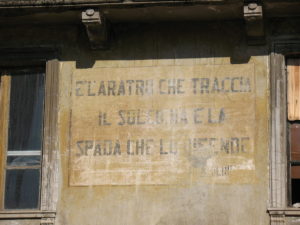 È L'ARATRO CHE TRACCIA
IL SOLCO MA È LA
SPADA CHE LO DIFENDE